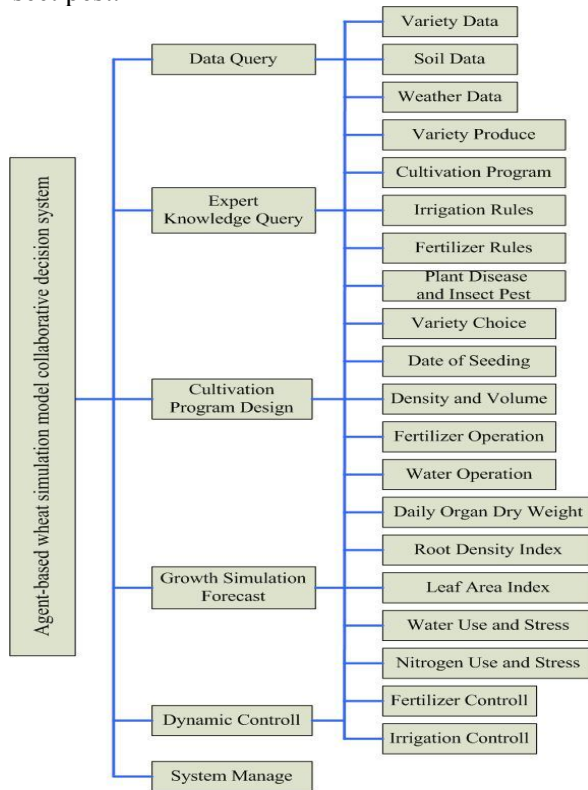 Variety Data
Data Query
Soil Data
Weather Data
Variety Produce
Expert
Knowledge Query
Cultivation Program
Irrigation Rules
Fertilizer Rules
Plant Disease
and Insect Pest
Agent-based wheat simulation model collaborative decision system
Cultivation
Program Design
Variety Choice
Date of Seeding
Density and Volume
Fertilizer Operation
Water Operation
Growth Simulation
Forecast
Daily Organ Dry Weight
Root Density Index
Leaf Area Index
Water Use and Stress
Nitrogen Use and Stress
Dynamic Controll
Fertilizer Controll
Irrigation Controll
System Manage